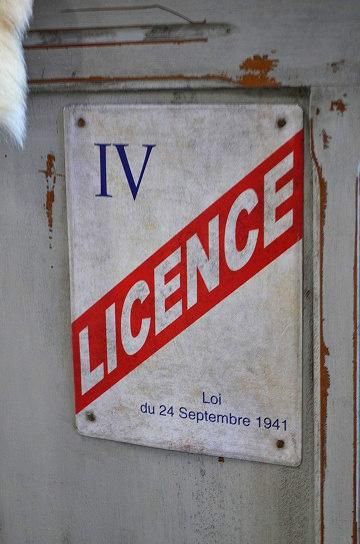 IV
LICENCE
Loi
du 24 Septembre 1941